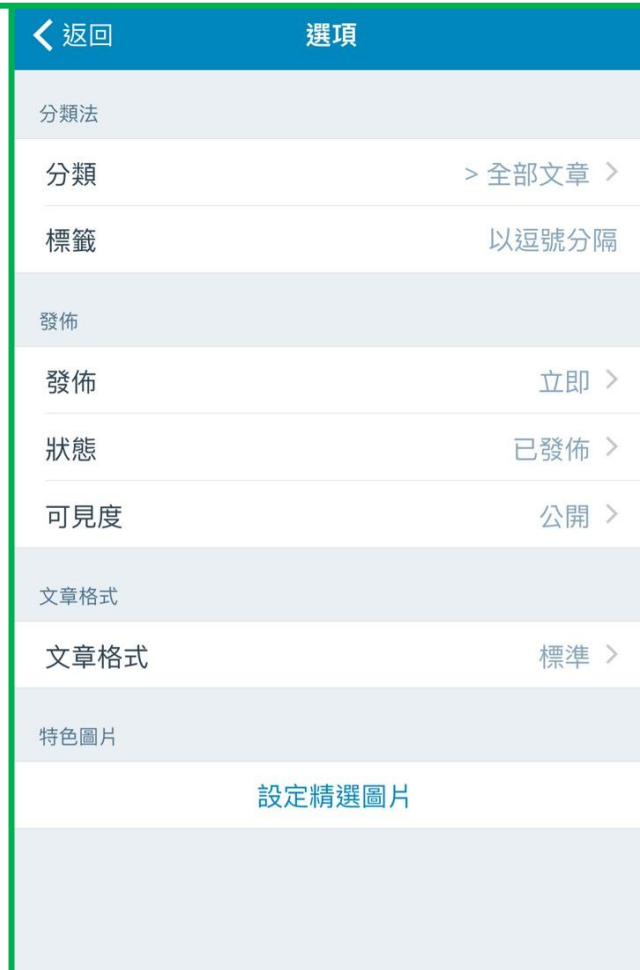 返回 選項
分類法
分類 > 全部文章
標籤 以逗號分隔
發佈
發佈 立即
狀態 已發佈
可見度 公開
文章格式
文章格式 標準
特色圖片
設定精選圖片